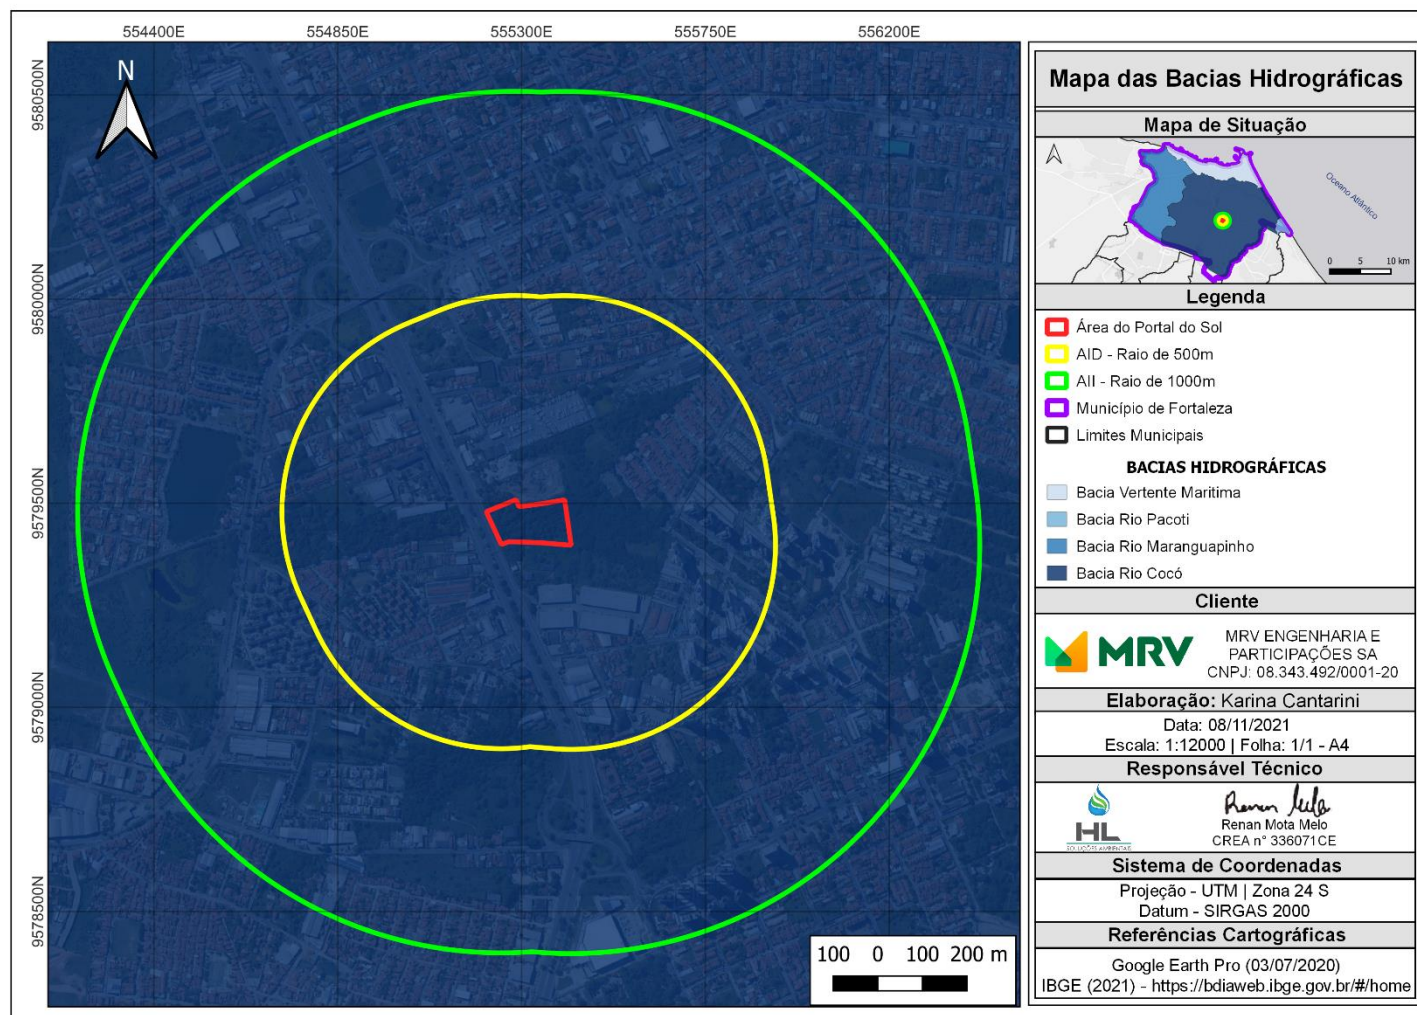 554400E 554850E 555300E 555750E 556200E
9580500N
9580000N
9579500N
9579000N
9578500N
N
100 0 100 200 m
Mapa das Bacias Hidrográficas
Mapa de Situação
Oceano Atlântico
0 5 10 km
Legenda
Área do Portal do Sol
AID - Raio de 500m
AII - Raio de 1000m
Município de Fortaleza
Limites Municipais
BACIAS HIDROGRÁFICAS
Bacia Vertente Maritima
Bacia Rio Pacoti
Bacia Rio Maranguapinho
Bacia Rio Cocó
Cliente
MRV
MRV ENGENHARIA E
PARTICIPAÇÕES SA
CNPJ: 08.343.492/0001-20
Elaboração: Karina Cantarini
Data: 08/11/2021
Escala: 1:12000 | Folha: 1/1 - A4
Responsável Técnico
HL
SOLUÇÕES AMBIENTAIS
Renan Mota Melo
CREA n° 336071CE
Sistema de Coordenadas
Projeção - UTM | Zona 24 S
Datum - SIRGAS 2000
Referências Cartográficas
Google Earth Pro (03/07/2020)
IBGE (2021) - https://bdiaweb.ibge.gov.br/#/home